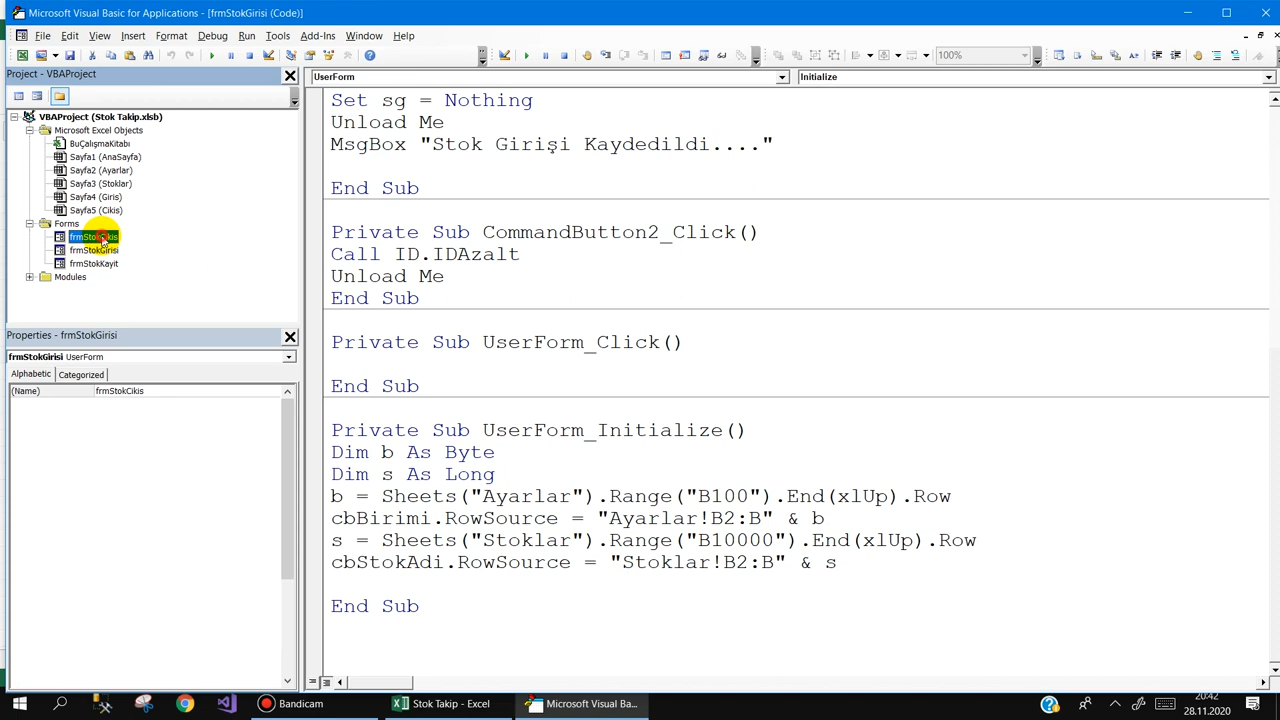 Microsoft Visual Basic for Applications - [frmStokGirisi (Code)]
File Edit View Insert Format Debug Run Tools Add-Ins Window Help
100%
Project - VBAProject
VBAProject (Stok Takip.xlsb)
Microsoft Excel Objects
BuÇalışmaKitabı
Sayfa1 (AnaSayfa)
Sayfa2 (Ayarlar)
Sayfa3 (Stoklar)
Sayfa4 (Giris)
Sayfa5 (Cikis)
Forms
frmStokCikis
frmStokGirisi
frmStokKayit
Modules
Properties - frmStokGirisi
frmStokGirisi UserForm
Alphabetic Categorized
(Name) frmStokCikis
UserForm Initialize
Set sg = Nothing
Unload Me
MsgBox "Stok Girişi Kaydedildi...."
End Sub
Private Sub CommandButton2_Click()
Call ID.IDAzalt
Unload Me
End Sub
Private Sub UserForm_Click()
End Sub
Private Sub UserForm_Initialize()
Dim b As Byte
Dim s As Long
b = Sheets("Ayarlar").Range("B100").End(xlUp).Row
cbBirimi.RowSource = "Ayarlar!B2:B" & b
s = Sheets("Stoklar").Range("B10000").End(xlUp).Row
cbStokAdi.RowSource = "Stoklar!B2:B" & s
End Sub
Bandicam
Stok Takip - Excel
Microsoft Visual Ba...
20:42
28.11.2020